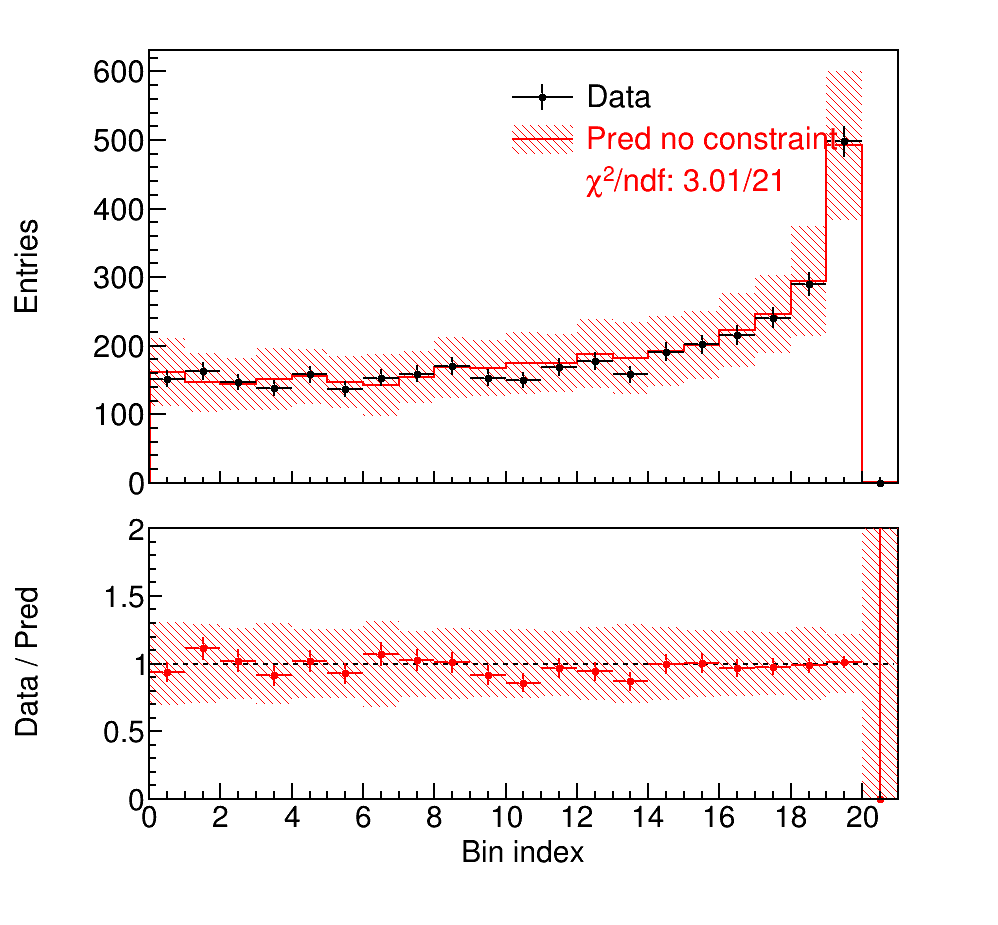 600
500
400
300
200
100
0
Entries
Data
Pred no constraint
χ²/ndf: 3.01/21
2
1.5
1
0.5
0
Data / Pred
0 2 4 6 8 10 12 14 16 18 20
Bin index